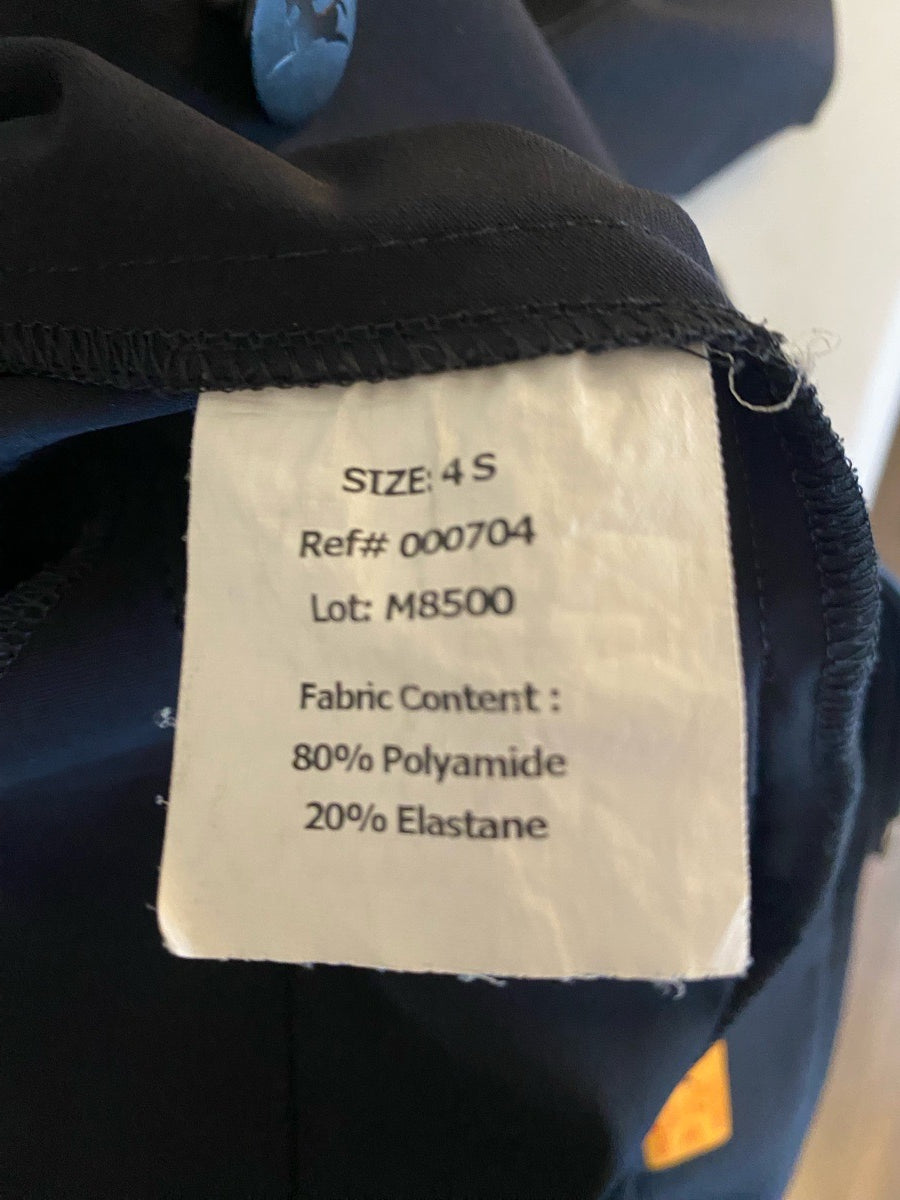 SIZE: 4 S
Ref# 000704
Lot: M8500
Fabric Content :
80% Polyamide
20% Elastane